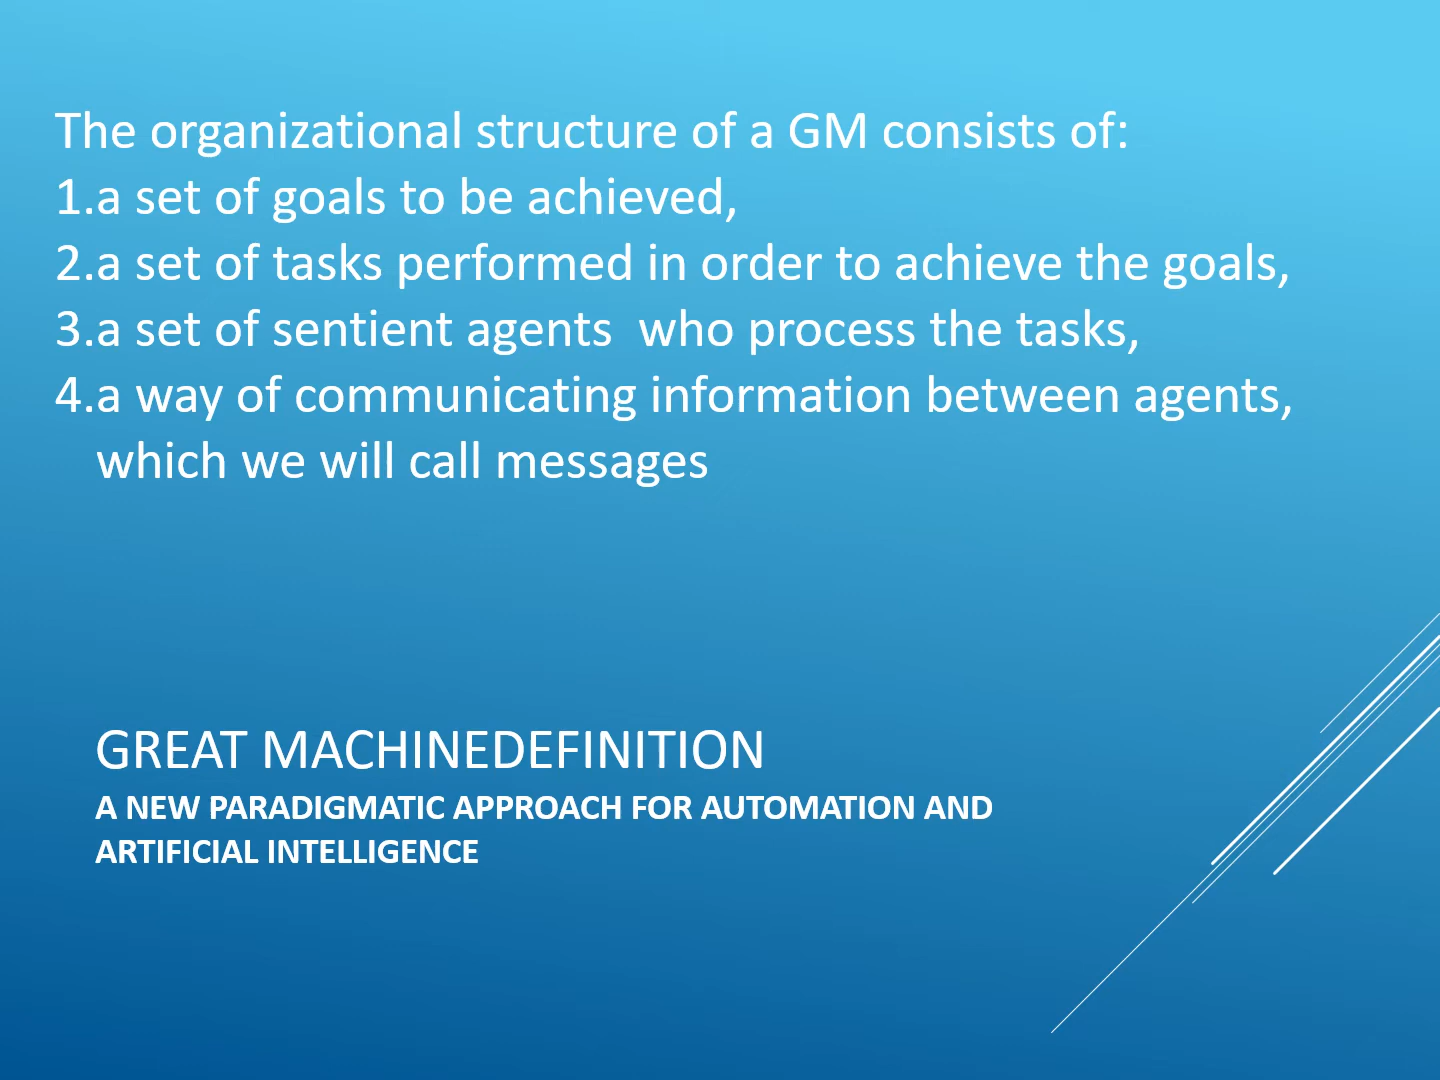 The organizational structure of a GM consists of:
1.a set of goals to be achieved,
2.a set of tasks performed in order to achieve the goals,
3.a set of sentient agents  who process the tasks,
4.a way of communicating information between agents,
which we will call messages
GREAT MACHINEDEFINITION
A NEW PARADIGMATIC APPROACH FOR AUTOMATION AND
ARTIFICIAL INTELLIGENCE